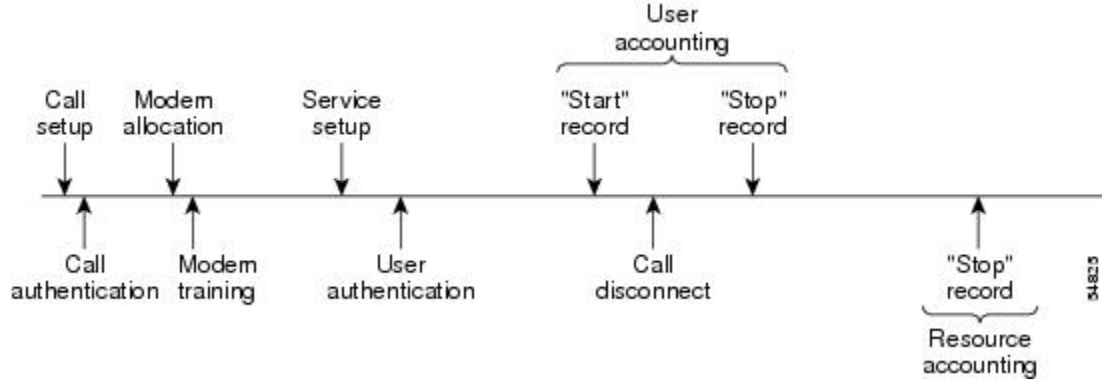 User
accounting
Call
setup
Modem
allocation
Service
setup
"Start"
record
"Stop"
record
Call
authentication
Modem
training
User
authentication
Call
disconnect
"Stop"
record
Resource
accounting
54825